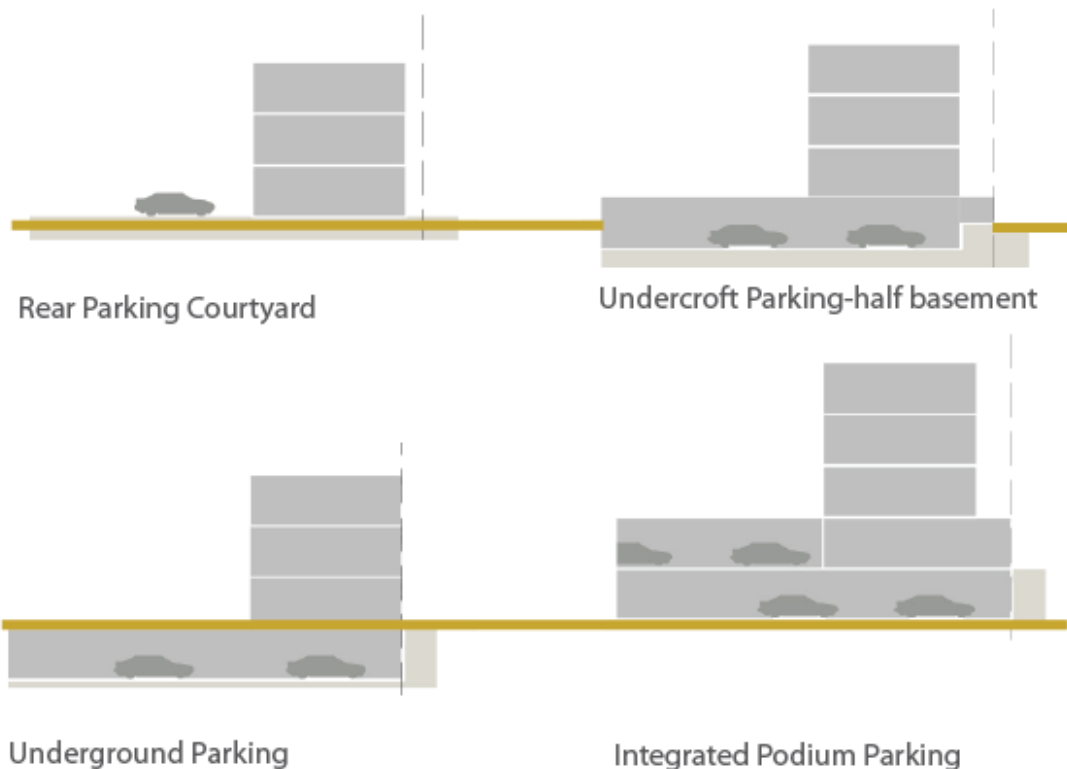 Rear Parking Courtyard
Undercroft Parking-half basement
Underground Parking
Integrated Podium Parking